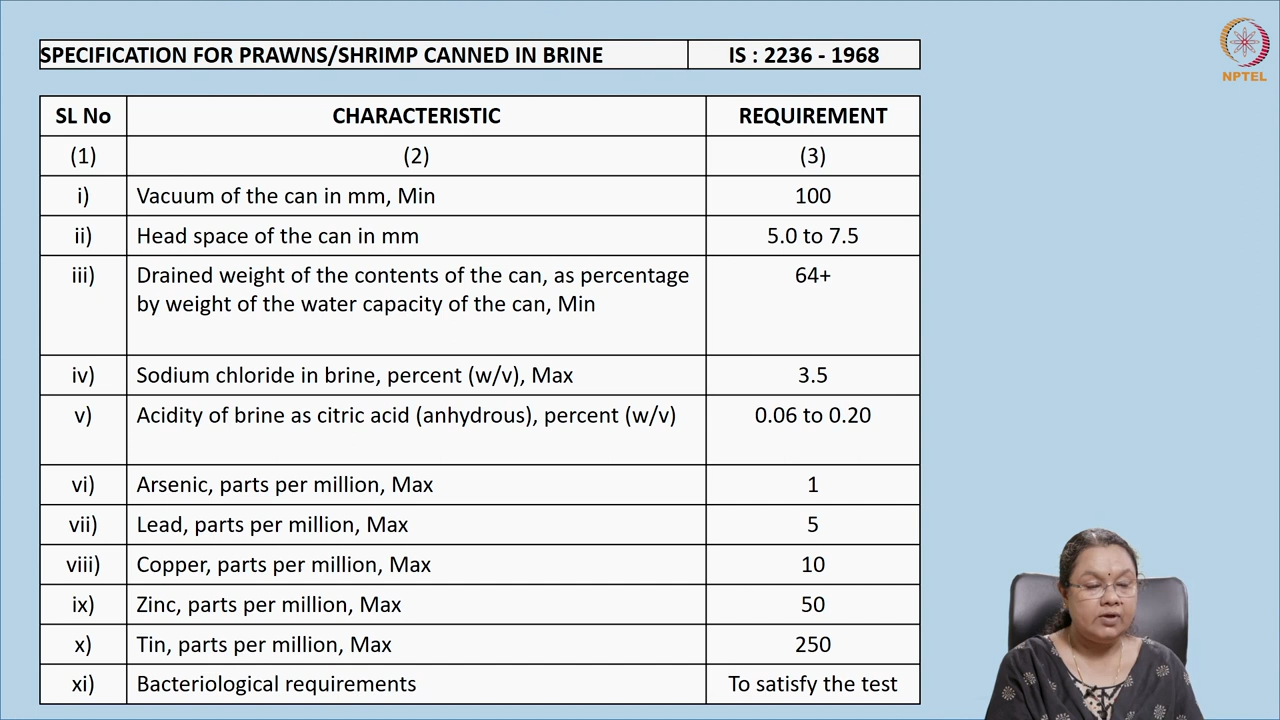 SPECIFICATION FOR PRAWNS/SHRIMP CANNED IN BRINE IS : 2236 - 1968
NPTEL
SL No CHARACTERISTIC REQUIREMENT
(1) (2) (3)
i) Vacuum of the can in mm, Min 100
ii) Head space of the can in mm 5.0 to 7.5
iii) Drained weight of the contents of the can, as percentage 64+
by weight of the water capacity of the can, Min
iv) Sodium chloride in brine, percent (w/v), Max 3.5
v) Acidity of brine as citric acid (anhydrous), percent (w/v) 0.06 to 0.20
vi) Arsenic, parts per million, Max 1
vii) Lead, parts per million, Max 5
viii) Copper, parts per million, Max 10
ix) Zinc, parts per million, Max 50
x) Tin, parts per million, Max 250
xi) Bacteriological requirements To satisfy the test